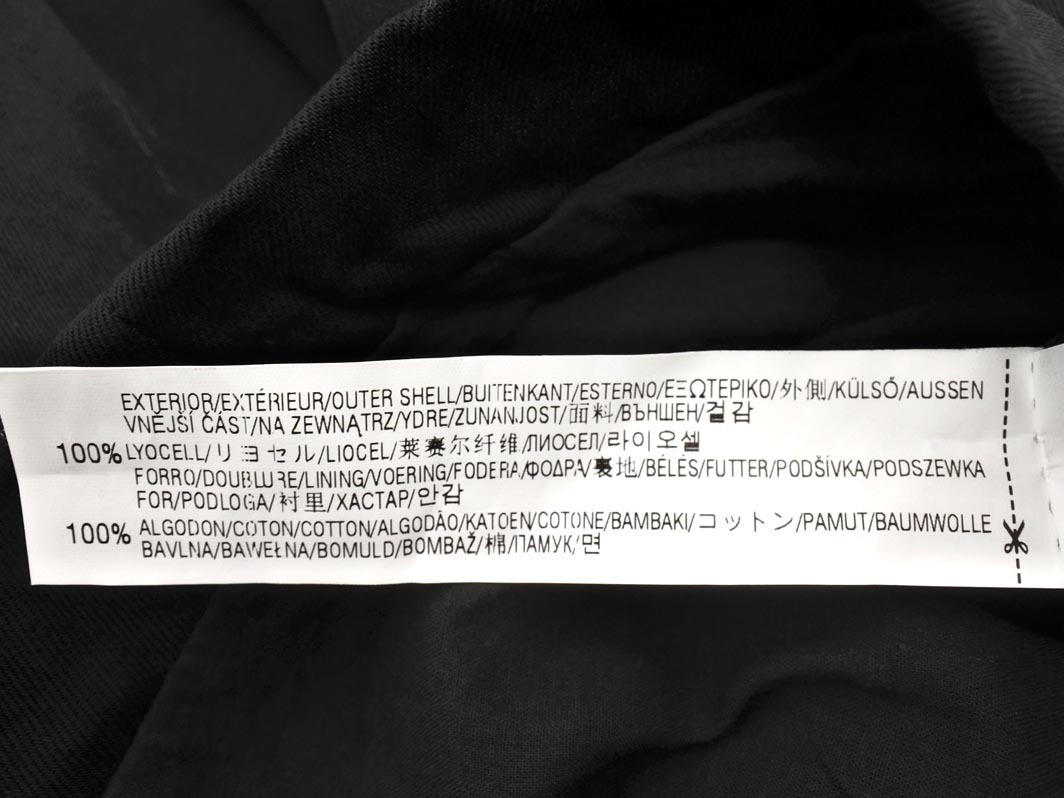 EXTERIOR/EXTÉRIEUR/OUTER SHELL/BUITENKANT/ESTERNO/ΕΞΩΤΕΡΙΚΟ/外側/KÜLSŐ/AUSSEN
VNĚJŠÍ ČÁST/NA ZEWNĄTRZ/YDRE/ZUNANJOST/面料/ВЪНШЕН/겉감
100% LYOCELL/リヨセル/LIOCEL/莱赛尔纤维/ЛИОСЕЛ/라이오셀
FORRO/DOUBLURE/LINING/VOERING/FODERA/ΦΟΔΡΑ/裏地/BÉLÉS/FUTTER/PODŠÍVKA/PODSZEWKA
FOR/PODLOGA/衬里/ХАСТАР/안감
100% ALGODON/COTON/COTTON/ALGODÃO/KATOEN/COTONE/BAMBAKI/コットン/PAMUT/BAUMWOLLE
BAVLNA/BAWEŁNA/BOMULD/BOMBAŽ/棉/ПАМУК/면